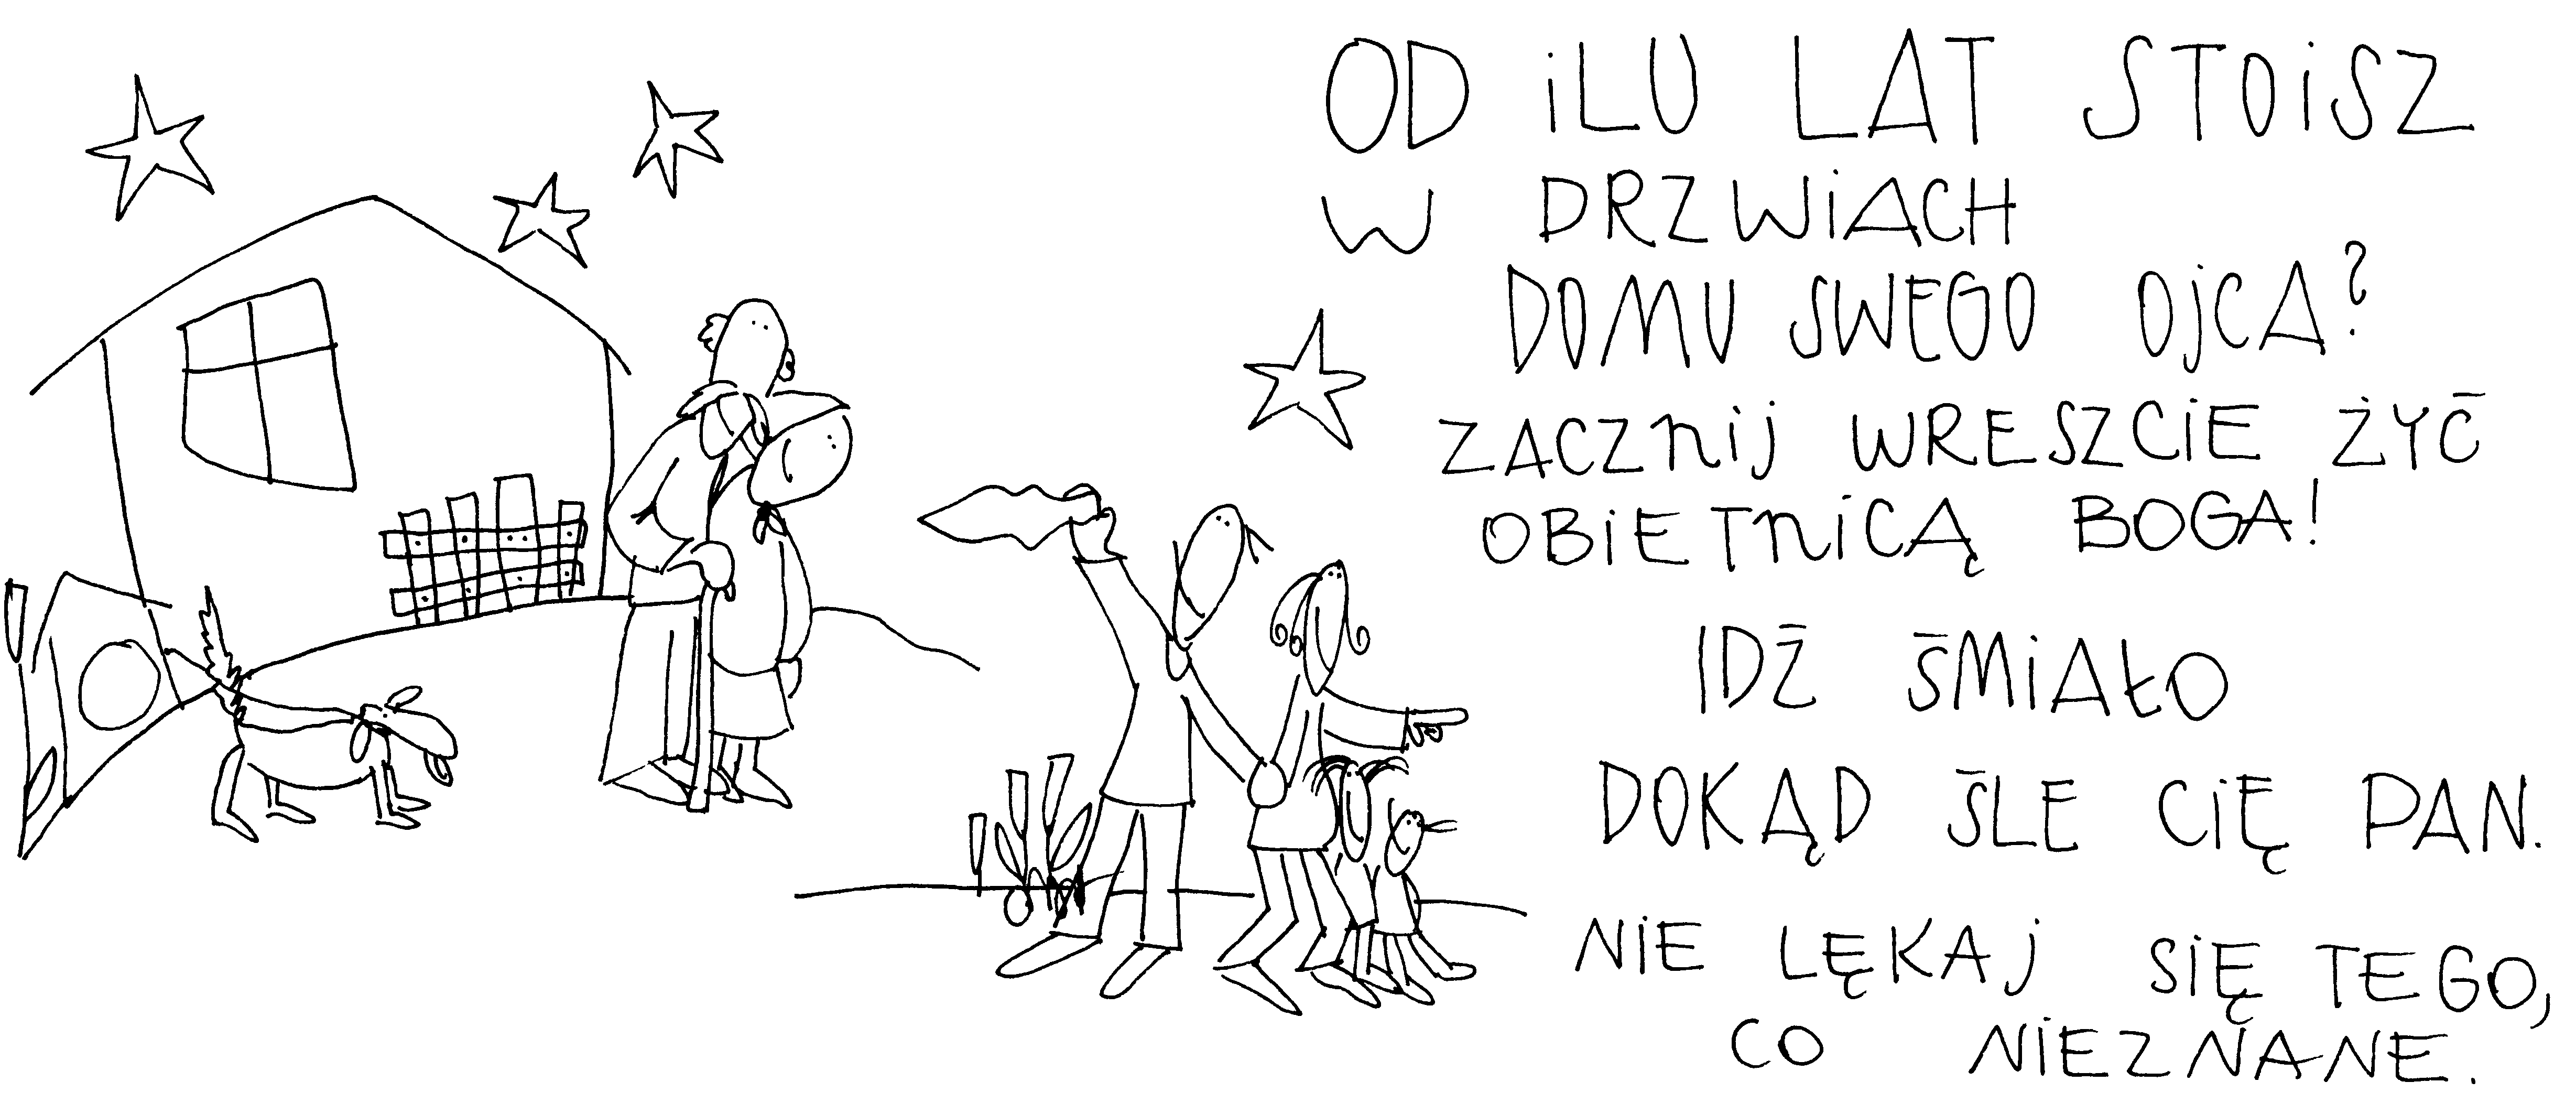 OD iLU LAT STOiSZ
W DRZWiACH
DOMU SWEGO OJCA?
ZACZNiJ WRESZCiE ŻYĆ
OBiETNiCĄ BOGA!
IDŹ ŚMiAŁO
DOKĄD ŚLE CiĘ PAN.
NiE LĘKAJ SiĘ TEGO,
CO NiEZNANE.